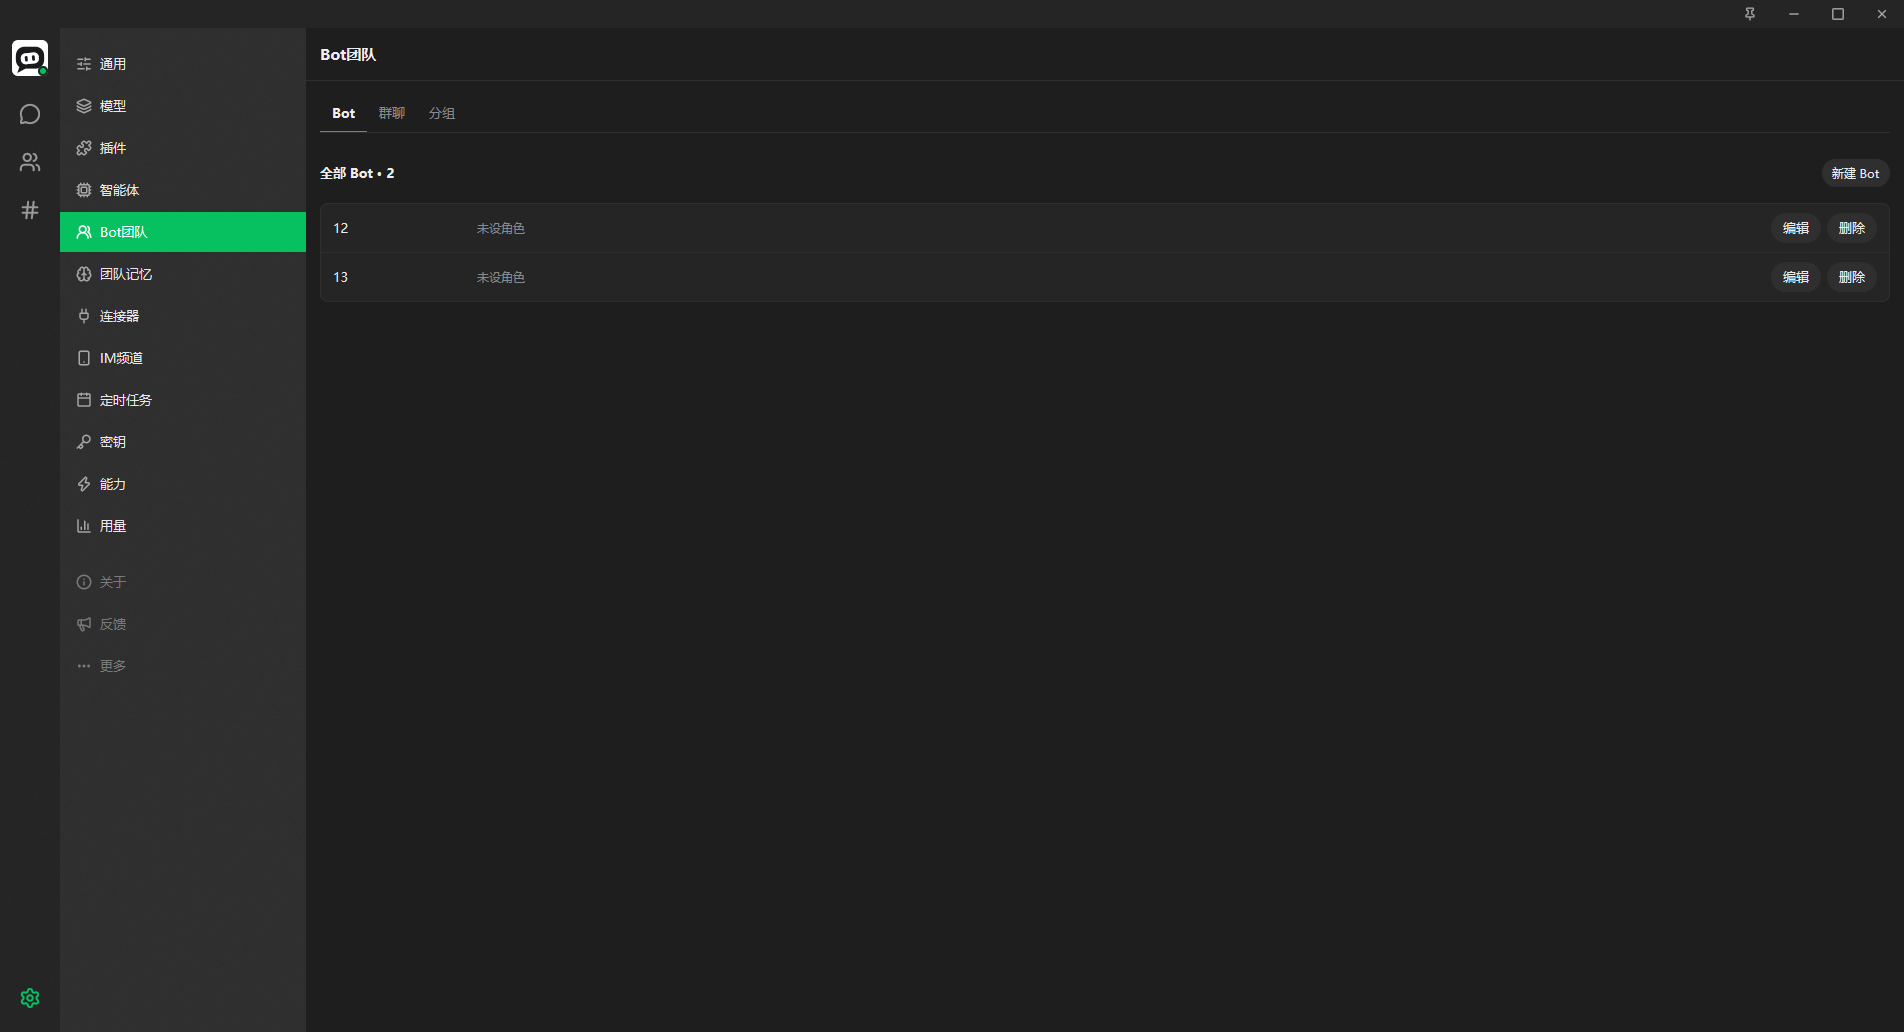 通用
模型
插件
智能体
Bot团队
团队记忆
连接器
IM频道
定时任务
密钥
能力
用量
关于
反馈
更多
Bot团队
Bot 群聊 分组
全部 Bot • 2 新建 Bot
12 未设角色 编辑 删除
13 未设角色 编辑 删除